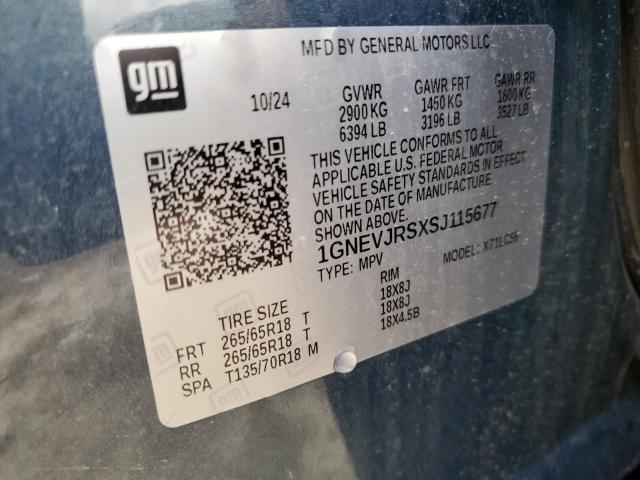 MFD BY GENERAL MOTORS LLC
gm
10/24
GVWR GAWR FRT GAWR RR
2900 KG 1450 KG 1600 KG
6394 LB 3196 LB 3527 LB
THIS VEHICLE CONFORMS TO ALL
APPLICABLE U.S. FEDERAL MOTOR
VEHICLE SAFETY STANDARDS IN EFFECT
ON THE DATE OF MANUFACTURE
SHOWN ABOVE.
1GNEVJRSXSJ115677
TYPE: MPV MODEL: X71LC56
TIRE SIZE RIM
FRT 265/65R18 T 18X8J
RR 265/65R18 T 18X8J
SPA T135/70R18 M 18X4.5B